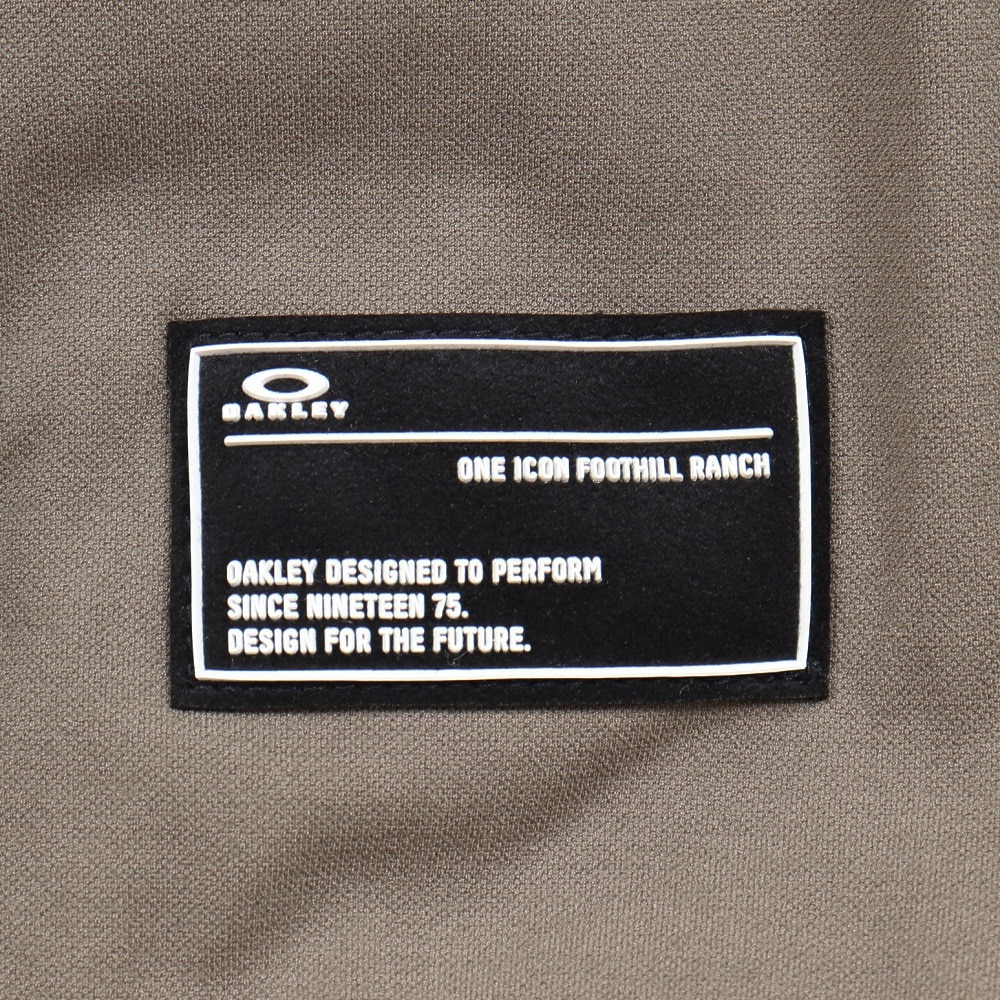 OAKLEY
ONE ICON FOOTHILL RANCH
OAKLEY DESIGNED TO PERFORM
SINCE NINETEEN 75.
DESIGN FOR THE FUTURE.